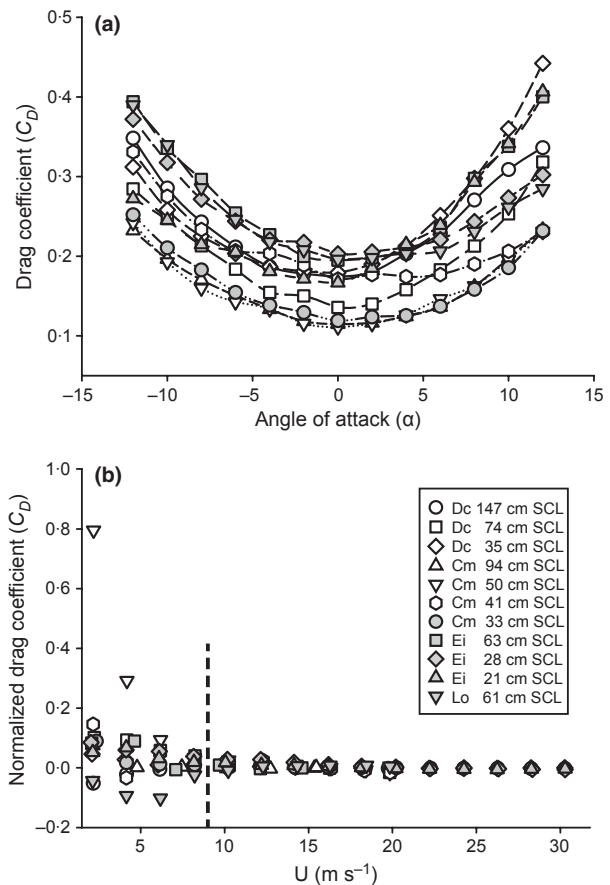 (a)
0·5
0·4
0·3
0·2
0·1
Drag coefficient (C_D)
–15 –10 –5 0 5 10 15
Angle of attack (α)
(b)
1·0
0·8
0·6
0·4
0·2
0·0
–0·2
Normalized drag coefficient (C_D)
Dc 147 cm SCL
Dc 74 cm SCL
Dc 35 cm SCL
Cm 94 cm SCL
Cm 50 cm SCL
Cm 41 cm SCL
Cm 33 cm SCL
Ei 63 cm SCL
Ei 28 cm SCL
Ei 21 cm SCL
Lo 61 cm SCL
5 10 15 20 25 30
U (m s⁻¹)